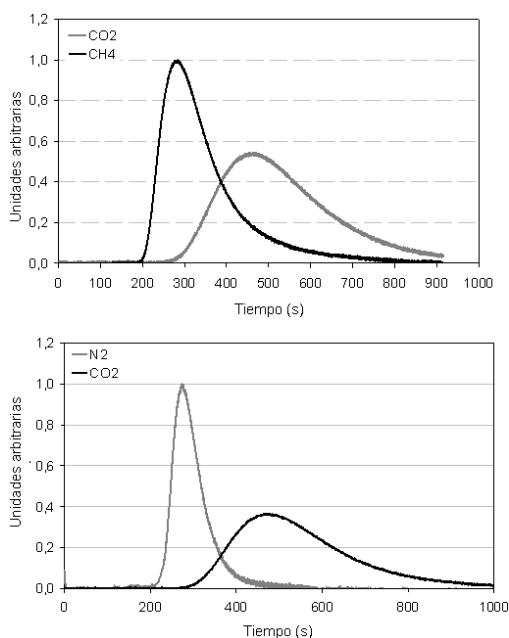 Unidades arbitrarias
1,2
1,0
0,8
0,6
0,4
0,2
0,0
CO2
CH4
0 100 200 300 400 500 600 700 800 900 1000
Tiempo (s)
Unidades arbitrarias
1,2
1,0
0,8
0,6
0,4
0,2
0,0
N2
CO2
0 200 400 600 800 1000
Tiempo (s)